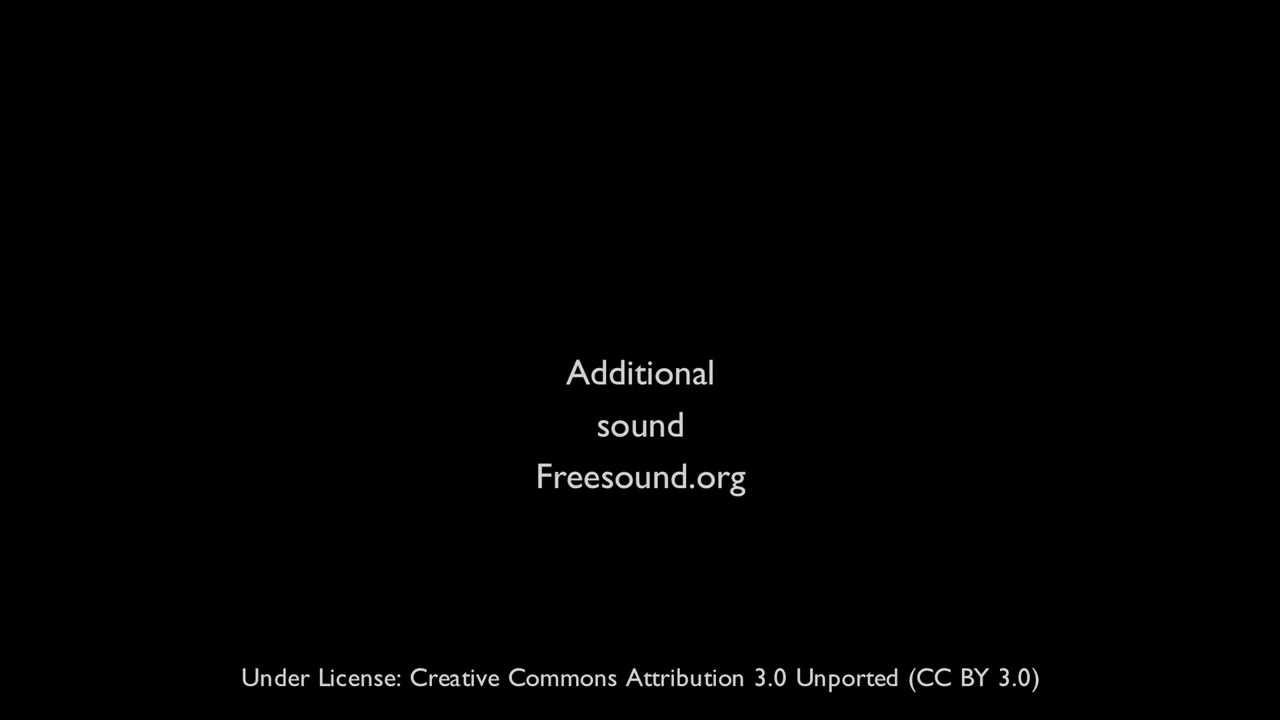 Additional
sound
Freesound.org
Under License: Creative Commons Attribution 3.0 Unported (CC BY 3.0)